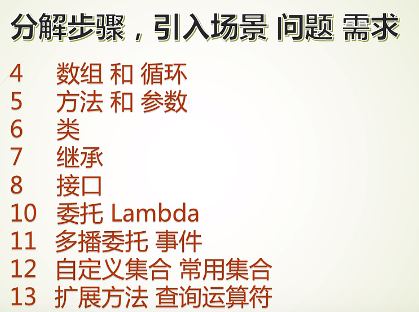 分解步骤，引入场景 问题 需求
4 数组 和 循环
5 方法 和 参数
6 类
7 继承
8 接口
10 委托 Lambda
11 多播委托 事件
12 自定义集合 常用集合
13 扩展方法 查询运算符